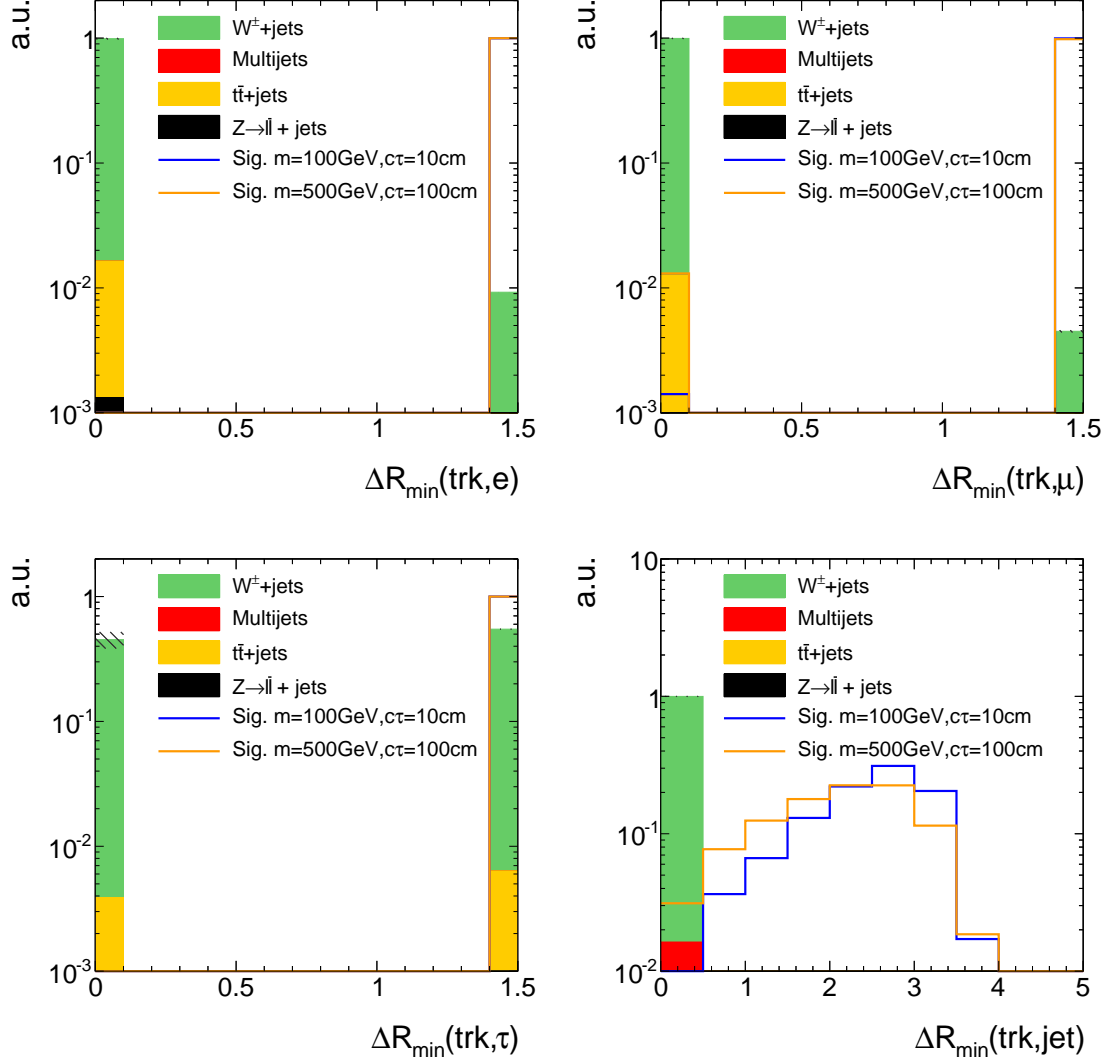 a.u.
W±+jets
Multijets
tt̄+jets
Z→ll̄ + jets
Sig. m=100GeV,cτ=10cm
Sig. m=500GeV,cτ=100cm
1
10⁻¹
10⁻²
10⁻³
0 0.5 1 1.5
ΔR_min(trk,e)
a.u.
W±+jets
Multijets
tt̄+jets
Z→ll̄ + jets
Sig. m=100GeV,cτ=10cm
Sig. m=500GeV,cτ=100cm
1
10⁻¹
10⁻²
10⁻³
0 0.5 1 1.5
ΔR_min(trk,μ)
a.u.
W±+jets
Multijets
tt̄+jets
Z→ll̄ + jets
Sig. m=100GeV,cτ=10cm
Sig. m=500GeV,cτ=100cm
1
10⁻¹
10⁻²
10⁻³
0 0.5 1 1.5
ΔR_min(trk,τ)
a.u.
W±+jets
Multijets
tt̄+jets
Z→ll̄ + jets
Sig. m=100GeV,cτ=10cm
Sig. m=500GeV,cτ=100cm
10
1
10⁻¹
10⁻²
0 1 2 3 4 5
ΔR_min(trk,jet)